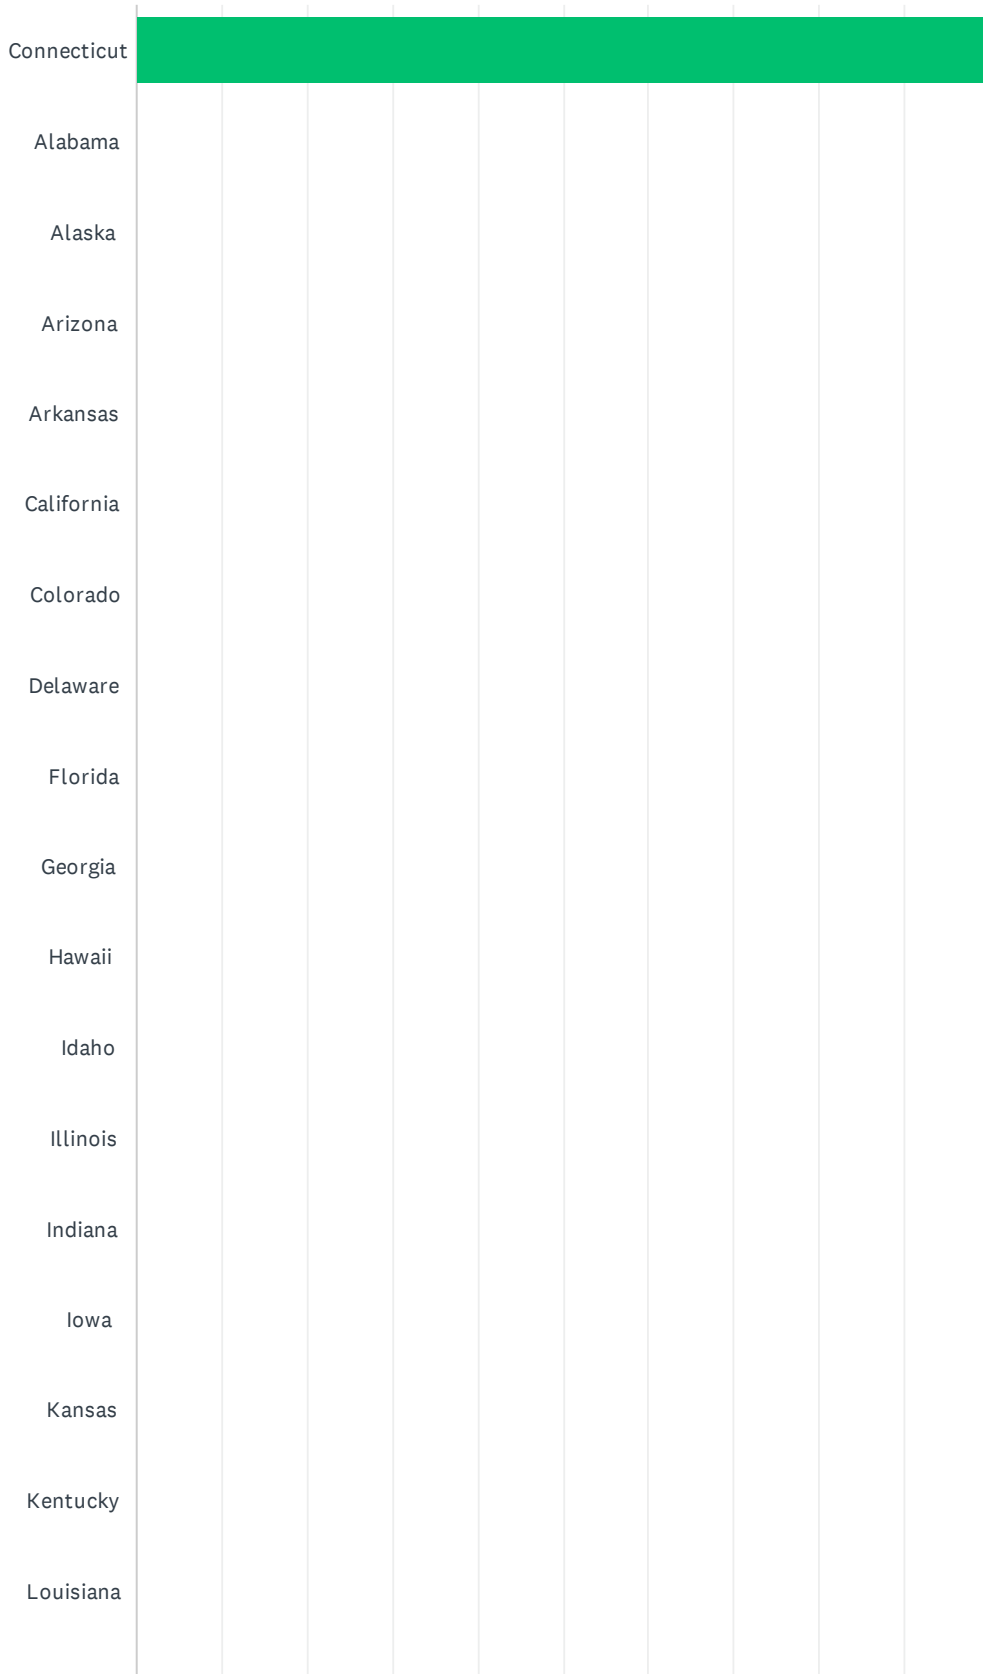 Connecticut
Alabama
Alaska
Arizona
Arkansas
California
Colorado
Delaware
Florida
Georgia
Hawaii
Idaho
Illinois
Indiana
Iowa
Kansas
Kentucky
Louisiana